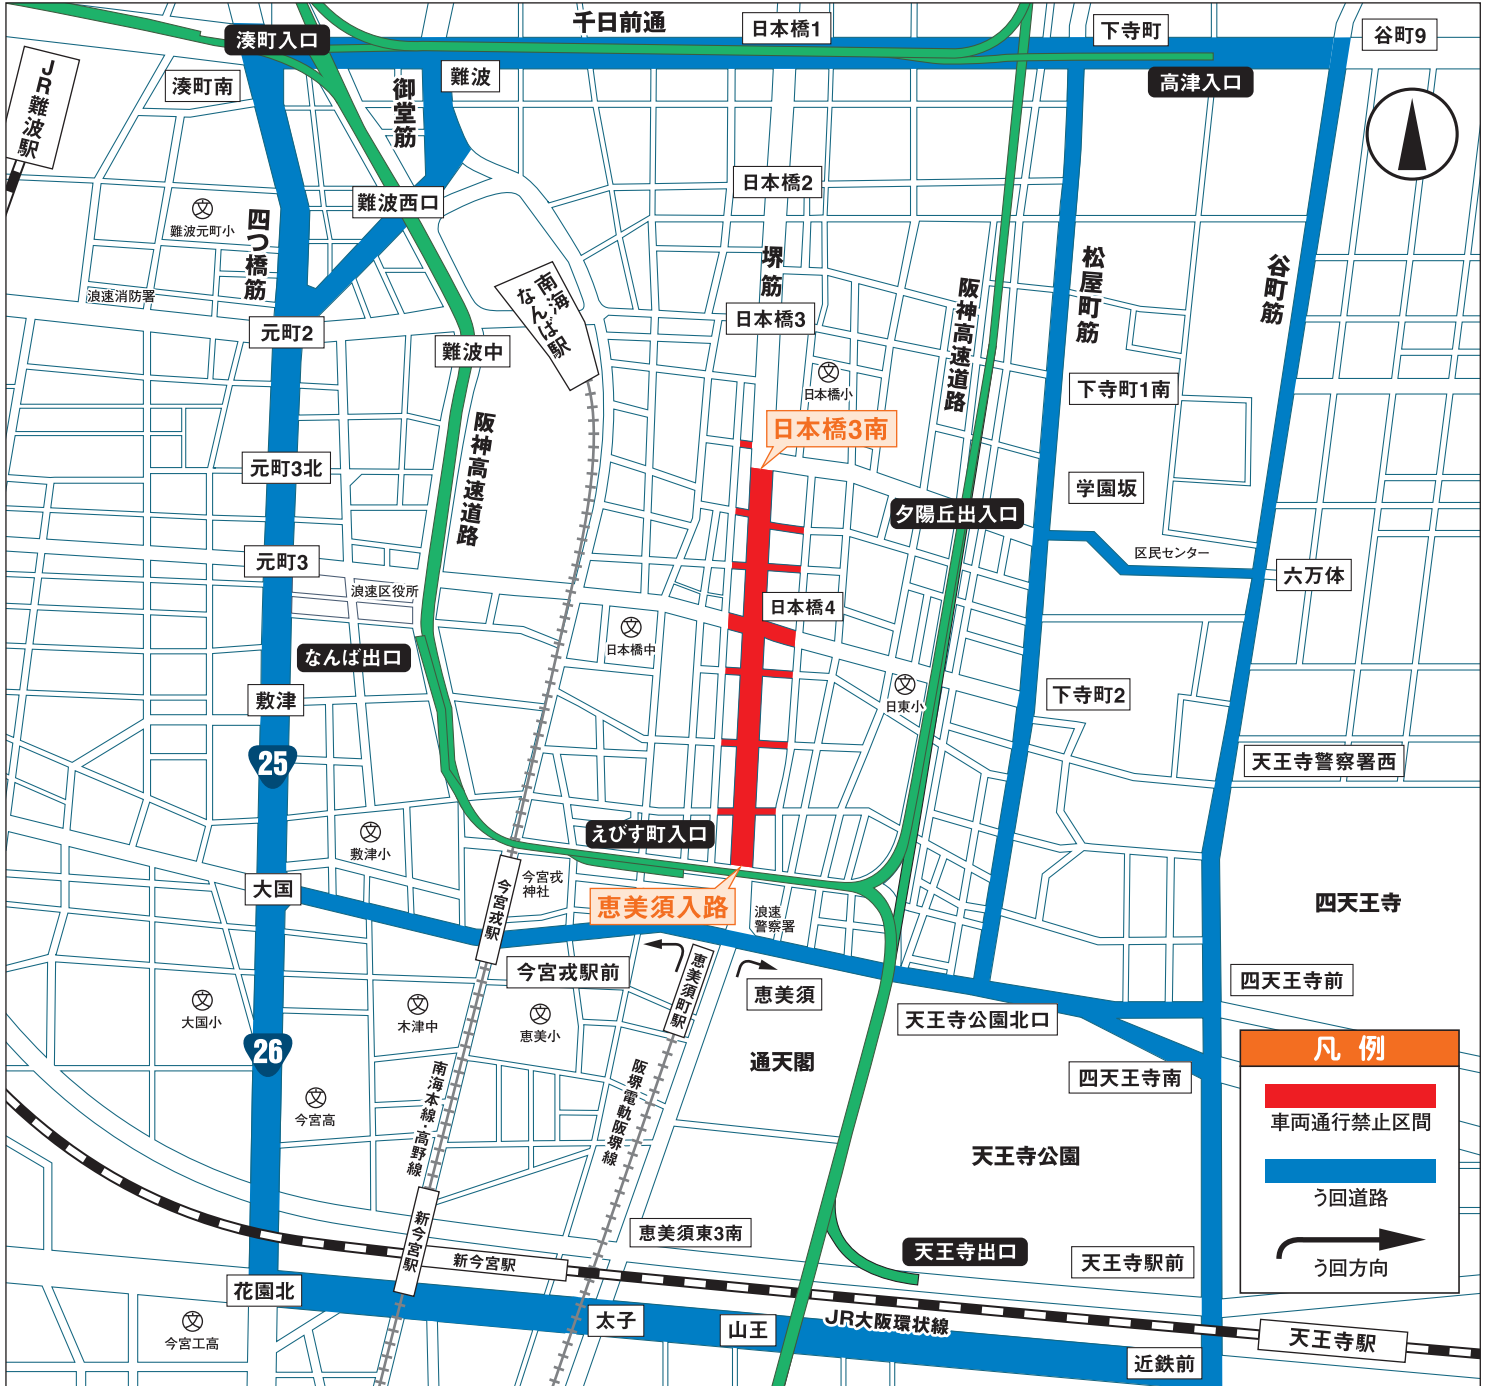 千日前通
日本橋1
下寺町
谷町9
湊町入口
湊町南
難波
高津入口
JR難波駅
御堂筋
日本橋2
難波西口
難波元町小
四つ橋筋
浪速消防署
元町2
南海
なんば駅
堺筋
日本橋3
阪神高速道路
松屋町筋
谷町筋
難波中
日本橋小
下寺町1南
日本橋3南
阪神高速道路
元町3北
学園坂
夕陽丘出入口
区民センター
六万体
元町3
浪速区役所
日本橋4
日本橋中
なんば出口
日東小
下寺町2
敷津
25
天王寺警察署西
えびす町入口
敷津小
大国
今宮戎
神社
今宮戎駅
恵美須入路
浪速
警察署
四天王寺
今宮戎駅前
恵美須町駅
恵美須
四天王寺前
大国小
木津中
恵美小
天王寺公園北口
26
通天閣
四天王寺南
南海本線・高野線
阪堺電軌阪堺線
今宮高
天王寺公園
凡例
車両通行禁止区間
う回道路
う回方向
新今宮駅
新今宮駅
恵美須東3南
天王寺出口
天王寺駅前
花園北
今宮工高
太子
山王
JR大阪環状線
天王寺駅
近鉄前
文
文
文
文
文
文
文
文
文
文